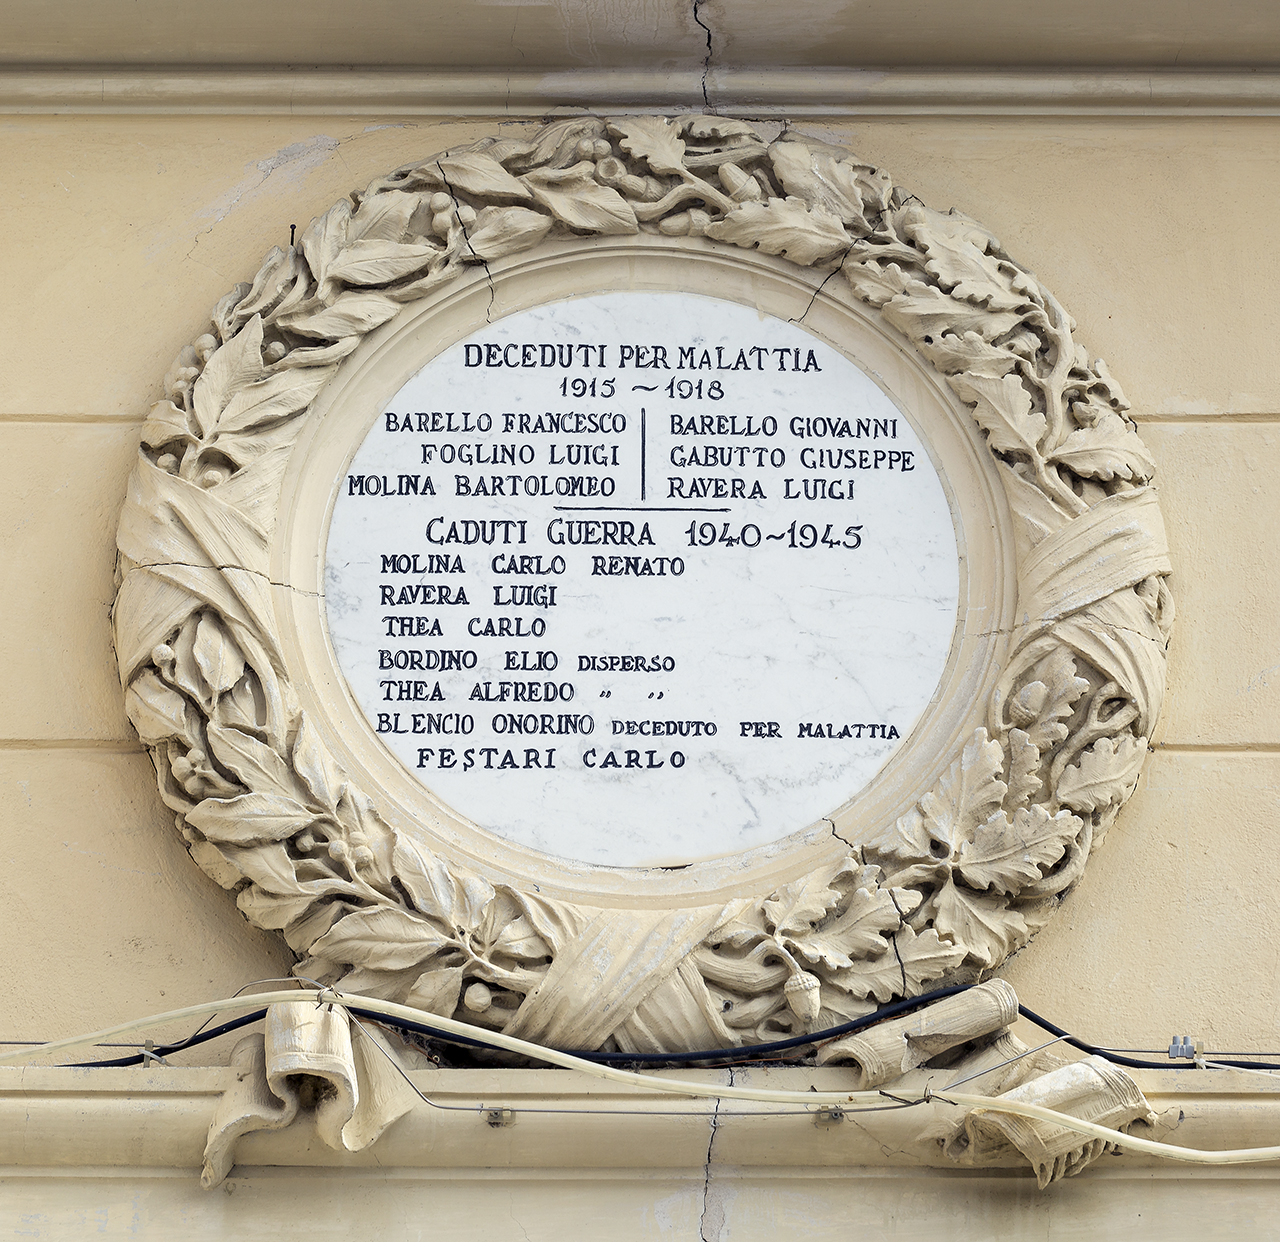 DECEDUTI PER MALATTIA
1915 ~ 1918
BARELLO FRANCESCO
FOGLINO LUIGI
MOLINA BARTOLOMEO
BARELLO GIOVANNI
GABUTTO GIUSEPPE
RAVERA LUIGI
CADUTI GUERRA 1940~1945
MOLINA CARLO RENATO
RAVERA LUIGI
THEA CARLO
BORDINO ELIO DISPERSO
THEA ALFREDO " "
BLENCIO ONORINO DECEDUTO PER MALATTIA
FESTARI CARLO